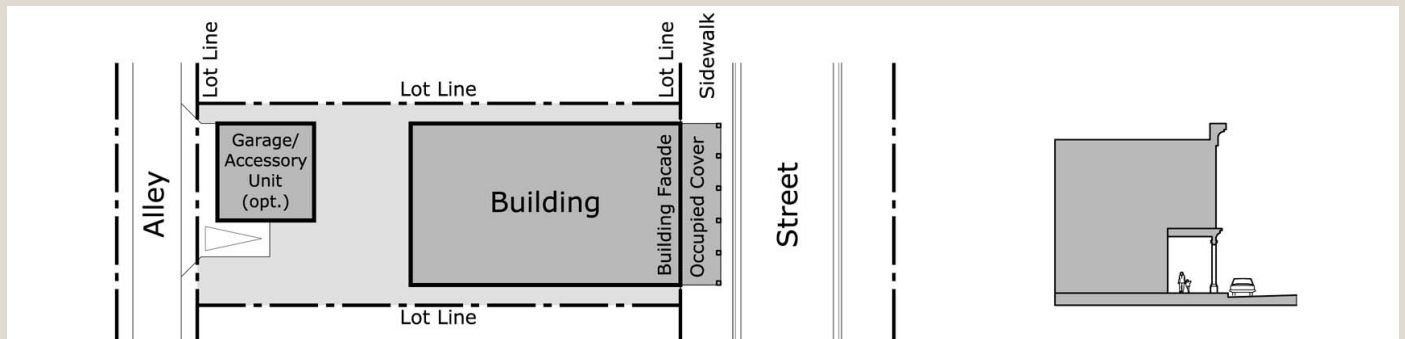 Lot Line
Lot Line
Sidewalk
Lot Line
Garage/
Accessory
Unit
(opt.)
Alley
Building
Building Facade
Occupied Cover
Street
Lot Line